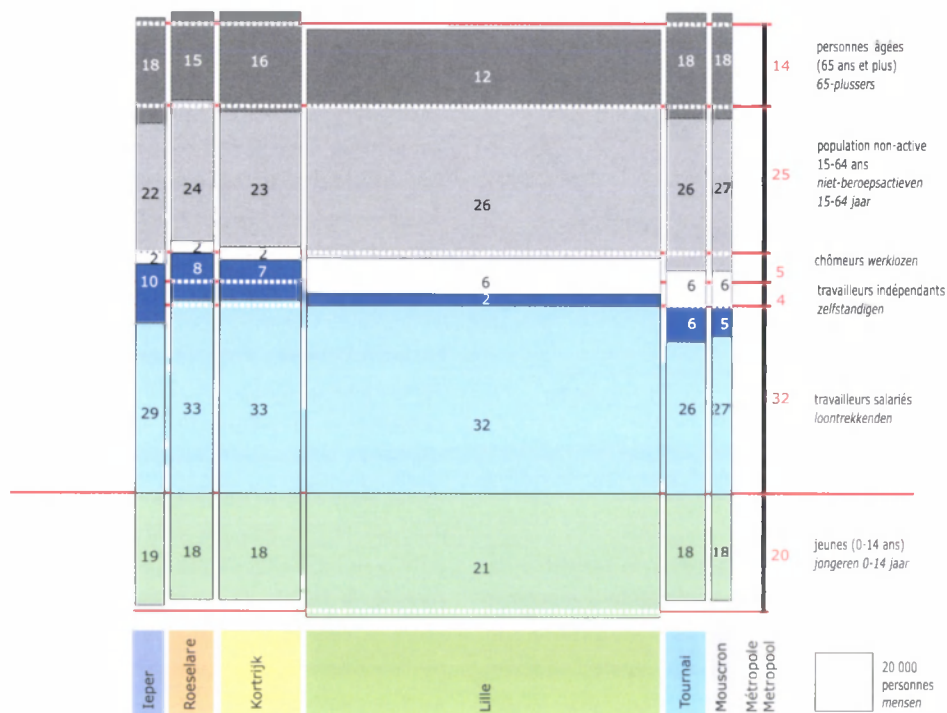 18 15 16 12 18 18 14
personnes âgées
(65 ans et plus)
65-plussers
22 24 23 26 26 27 25
population non-active
15-64 ans
niet-beroepsactieven
15-64 jaar
2 2 2 6 6 6 5
chômeurs werklozen
10 8 7 2 6 5 4
travailleurs indépendants
zelfstandigen
29 33 33 32 26 27 32
travailleurs salariés
loontrekkenden
19 18 18 21 18 18 20
jeunes (0-14 ans)
jongeren 0-14 jaar
Ieper
Roeselare
Kortrijk
Lille
Tournai
Mouscron
Métropole
Metropool
20 000
personnes
mensen